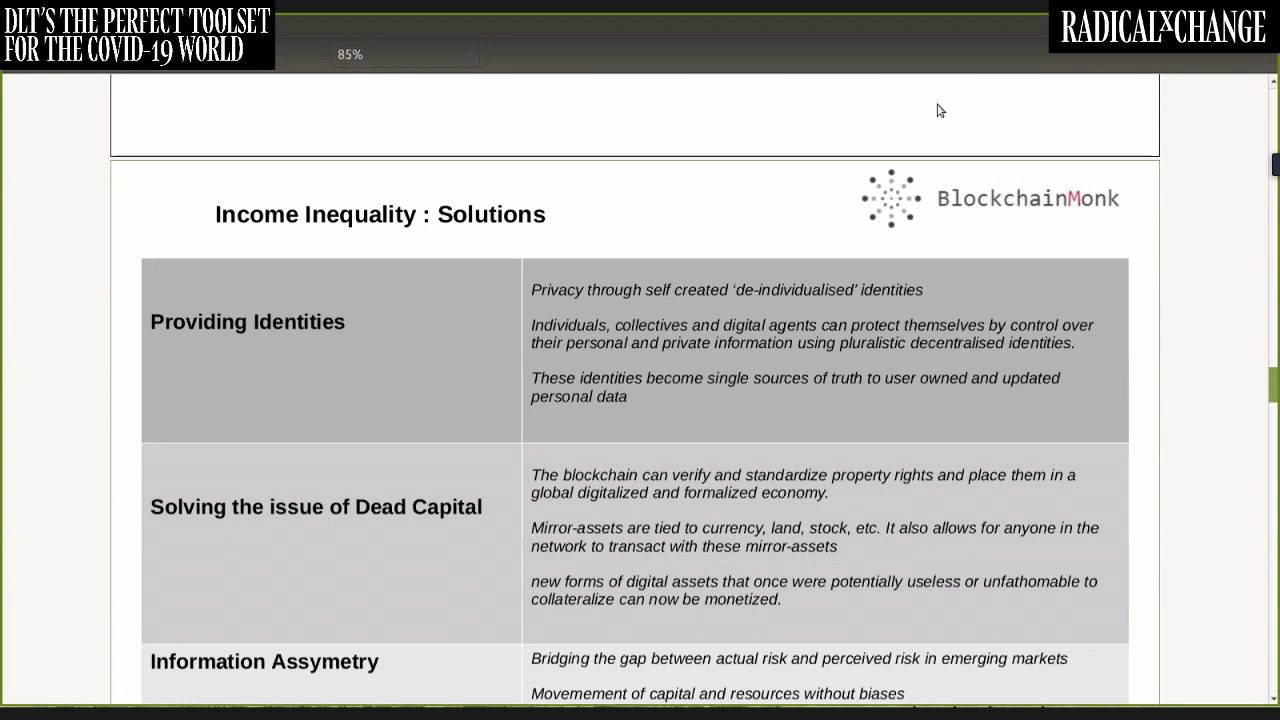 DLT'S THE PERFECT TOOLSET
FOR THE COVID-19 WORLD
RADICALXCHANGE
85%
Income Inequality : Solutions
BlockchainMonk
Providing Identities
Privacy through self created ‘de-individualised’ identities
Individuals, collectives and digital agents can protect themselves by control over
their personal and private information using pluralistic decentralised identities.
These identities become single sources of truth to user owned and updated
personal data
Solving the issue of Dead Capital
The blockchain can verify and standardize property rights and place them in a
global digitalized and formalized economy.
Mirror-assets are tied to currency, land, stock, etc. It also allows for anyone in the
network to transact with these mirror-assets
new forms of digital assets that once were potentially useless or unfathomable to
collateralize can now be monetized.
Information Assymetry
Bridging the gap between actual risk and perceived risk in emerging markets
Movemement of capital and resources without biases